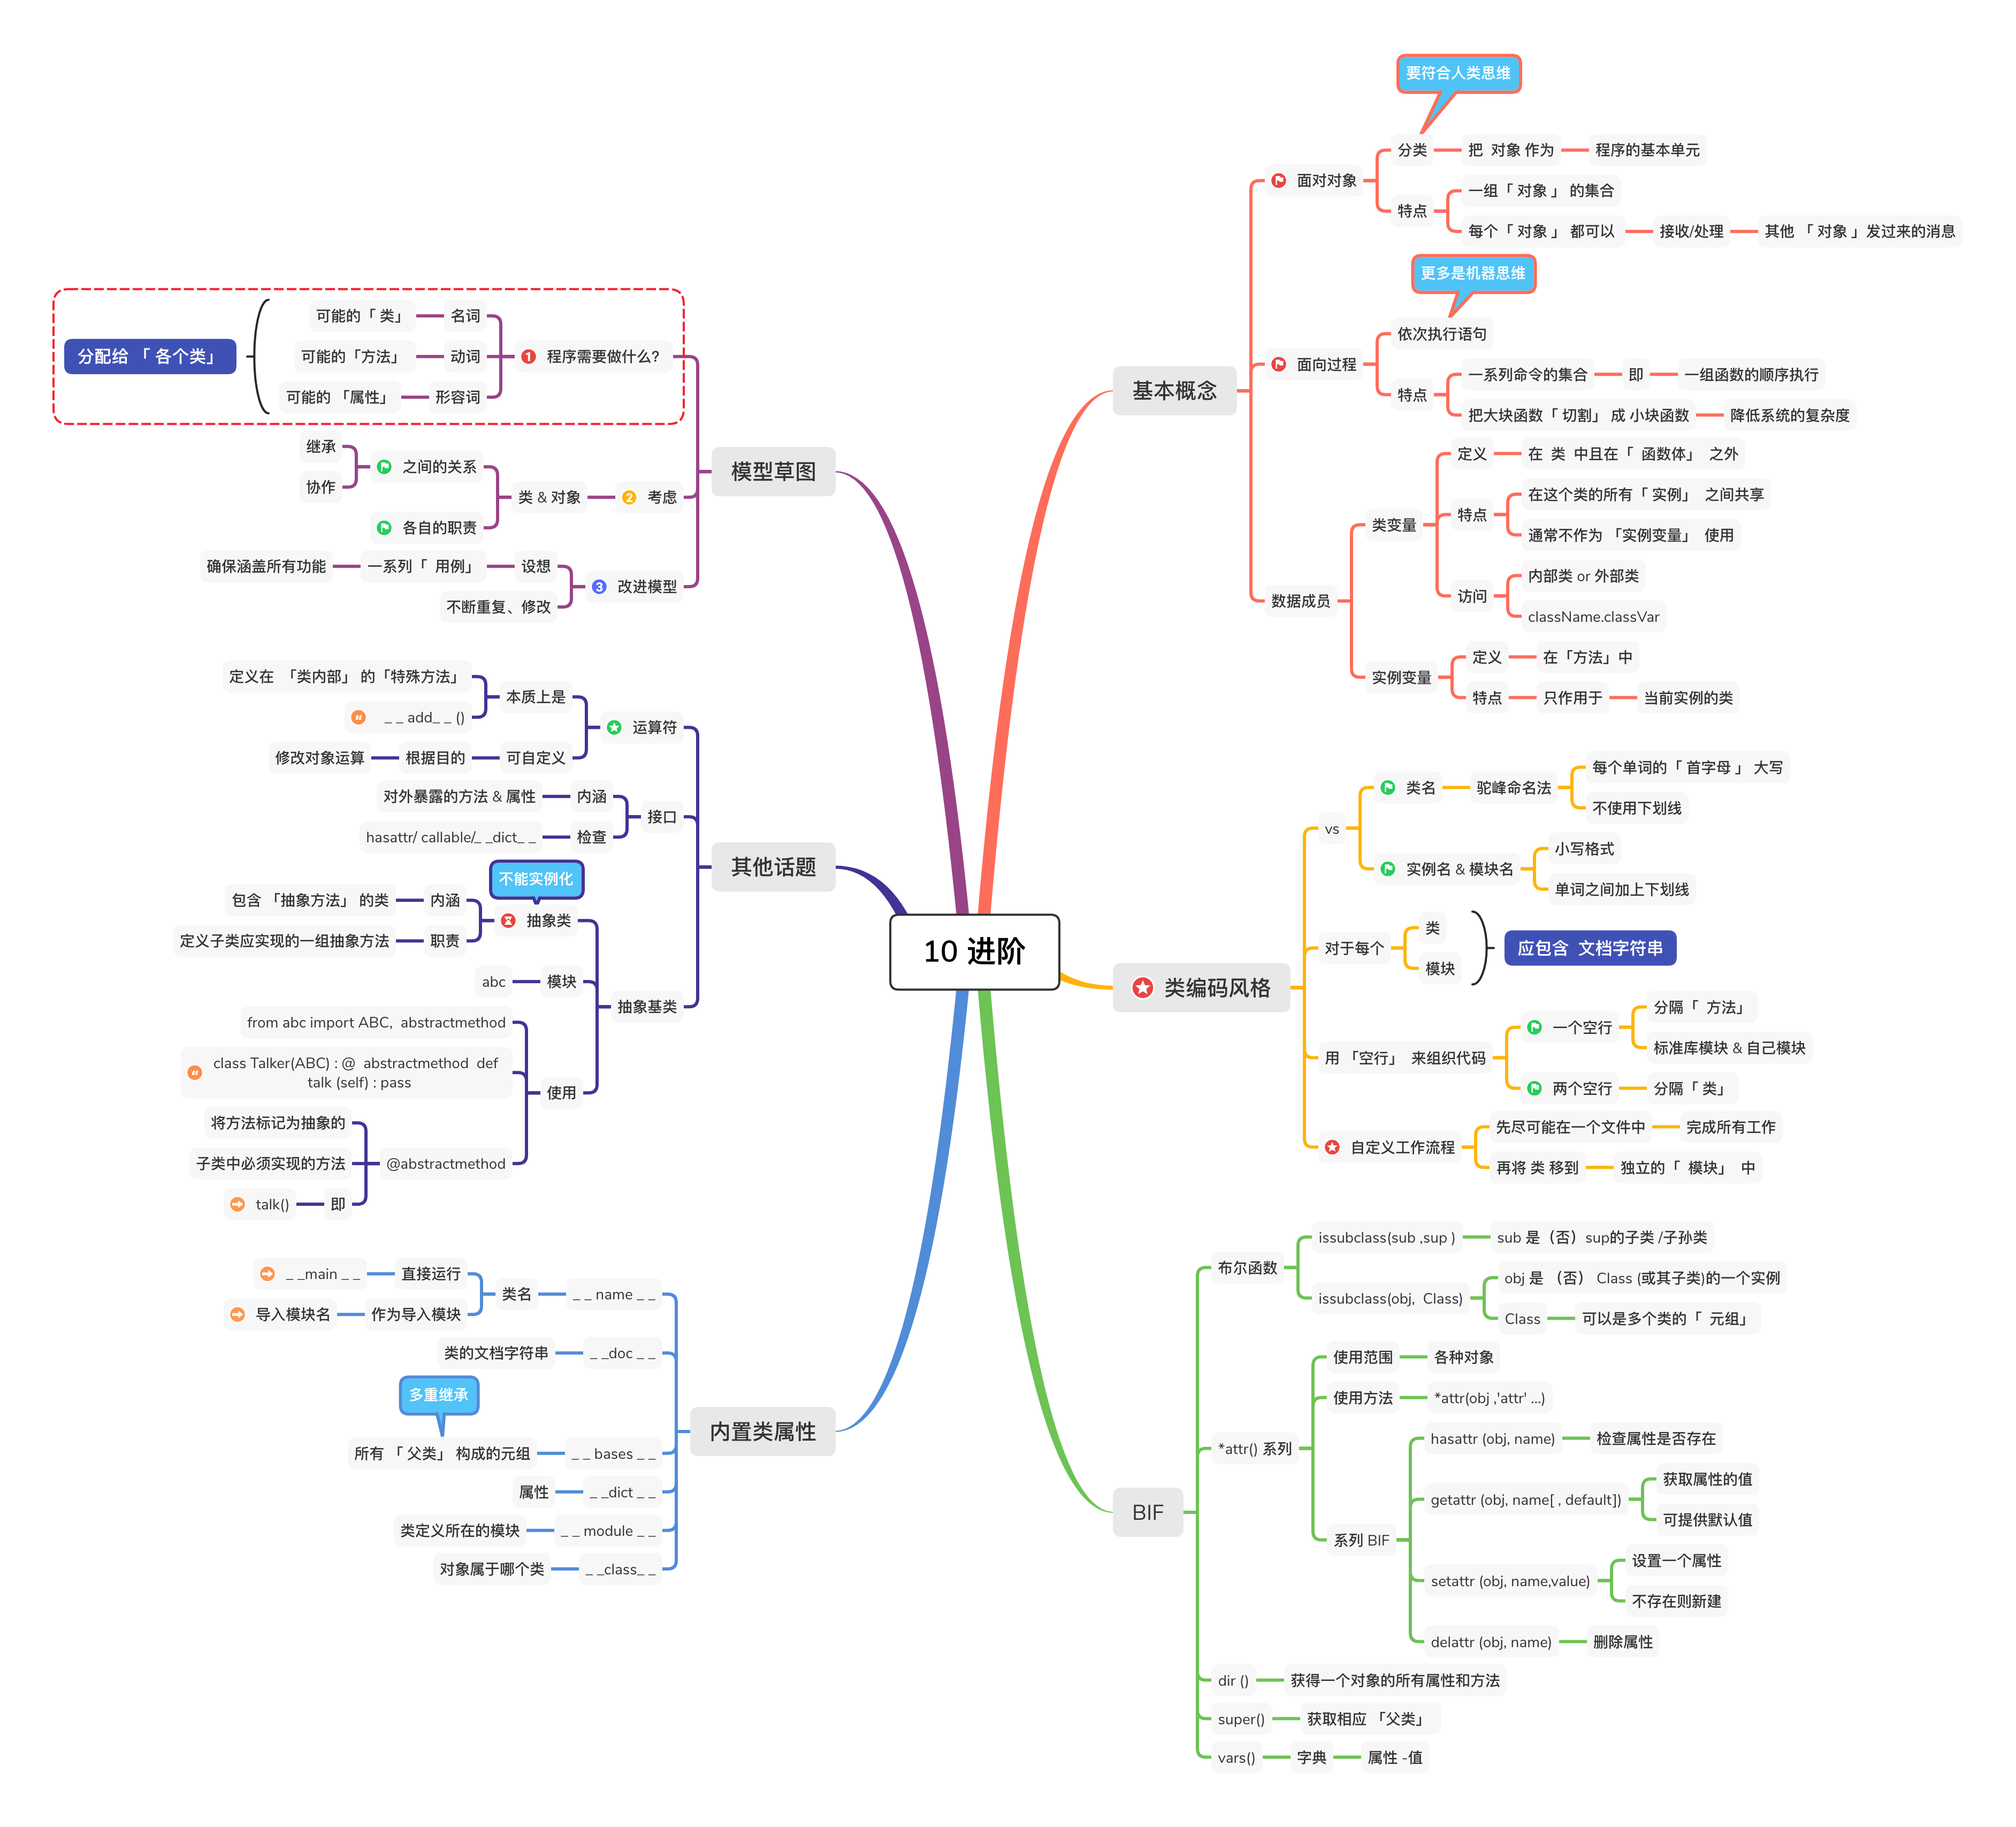 10 进阶
基本概念
面对对象
要符合人类思维
分类
把 对象 作为
程序的基本单元
特点
一组「 对象 」 的集合
每个「 对象 」 都可以
接收/处理
其他 「 对象 」发过来的消息
面向过程
更多是机器思维
依次执行语句
特点
一系列命令的集合
即
一组函数的顺序执行
把大块函数「 切割」 成 小块函数
降低系统的复杂度
数据成员
类变量
定义
在 类 中且在「 函数体」 之外
特点
在这个类的所有「 实例」 之间共享
通常不作为 「实例变量」 使用
访问
内部类 or 外部类
className.classVar
实例变量
定义
在「方法」中
特点
只作用于
当前实例的类
类编码风格
vs
类名
驼峰命名法
每个单词的「 首字母 」 大写
不使用下划线
实例名 & 模块名
小写格式
单词之间加上下划线
对于每个
类
模块
应包含 文档字符串
用 「空行」 来组织代码
一个空行
分隔「 方法」
标准库模块 & 自己模块
两个空行
分隔「 类」
自定义工作流程
先尽可能在一个文件中
完成所有工作
再将 类 移到
独立的「 模块」 中
BIF
布尔函数
issubclass(sub ,sup )
sub 是（否）sup的子类 /子孙类
issubclass(obj, Class)
obj 是 （否） Class (或其子类)的一个实例
Class
可以是多个类的「 元组」
*attr() 系列
使用范围
各种对象
使用方法
*attr(obj ,'attr' ...)
系列 BIF
hasattr (obj, name)
检查属性是否存在
getattr (obj, name[ , default])
获取属性的值
可提供默认值
setattr (obj, name,value)
设置一个属性
不存在则新建
delattr (obj, name)
删除属性
dir ()
获得一个对象的所有属性和方法
super()
获取相应 「父类」
vars()
字典
属性 -值
模型草图
1 程序需要做什么?
名词
可能的「 类」
动词
可能的「方法」
形容词
可能的 「属性」
分配给 「 各个类」
2 考虑
类 & 对象
之间的关系
继承
协作
各自的职责
3 改进模型
设想
一系列「 用例」
确保涵盖所有功能
不断重复、修改
其他话题
运算符
本质上是
定义在 「类内部」 的「特殊方法」
_ _ add_ _ ()
可自定义
根据目的
修改对象运算
接口
内涵
对外暴露的方法 & 属性
检查
hasattr/ callable/_ _dict_ _
抽象基类
不能实例化
抽象类
内涵
包含 「抽象方法」 的类
职责
定义子类应实现的一组抽象方法
模块
abc
使用
from abc import ABC, abstractmethod
class Talker(ABC) : @ abstractmethod def
talk (self) : pass
@abstractmethod
将方法标记为抽象的
子类中必须实现的方法
即
talk()
内置类属性
_ _ name _ _
类名
直接运行
_ _main _ _
作为导入模块
导入模块名
_ _doc _ _
类的文档字符串
_ _ bases _ _
多重继承
所有 「 父类」 构成的元组
_ _dict _ _
属性
_ _ module _ _
类定义所在的模块
_ _class_ _
对象属于哪个类